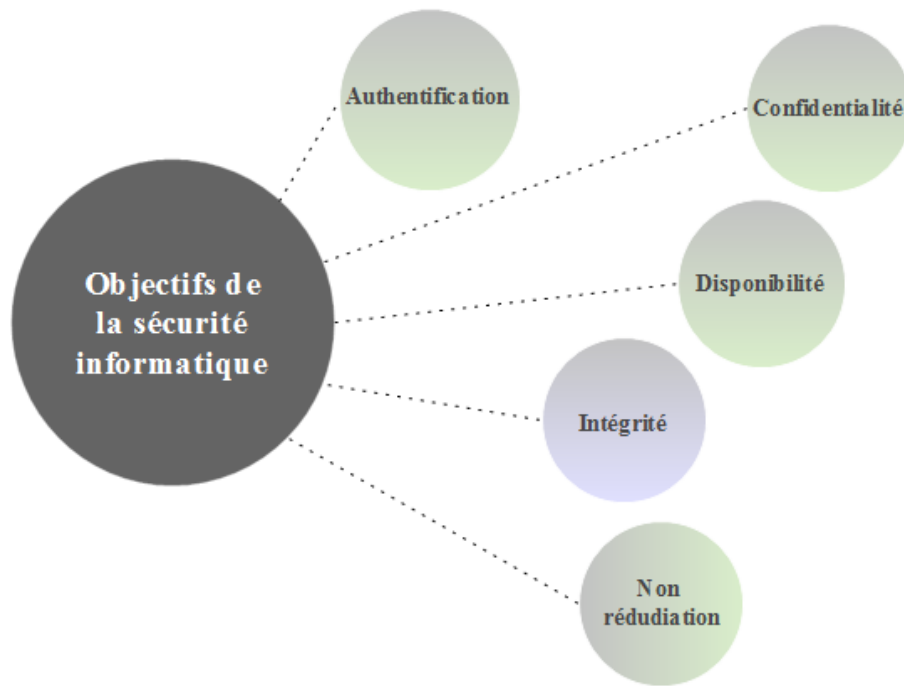 Authentification
Confidentialité
Objectifs de
la sécurité
informatique
Disponibilité
Intégrité
Non
rédudiation